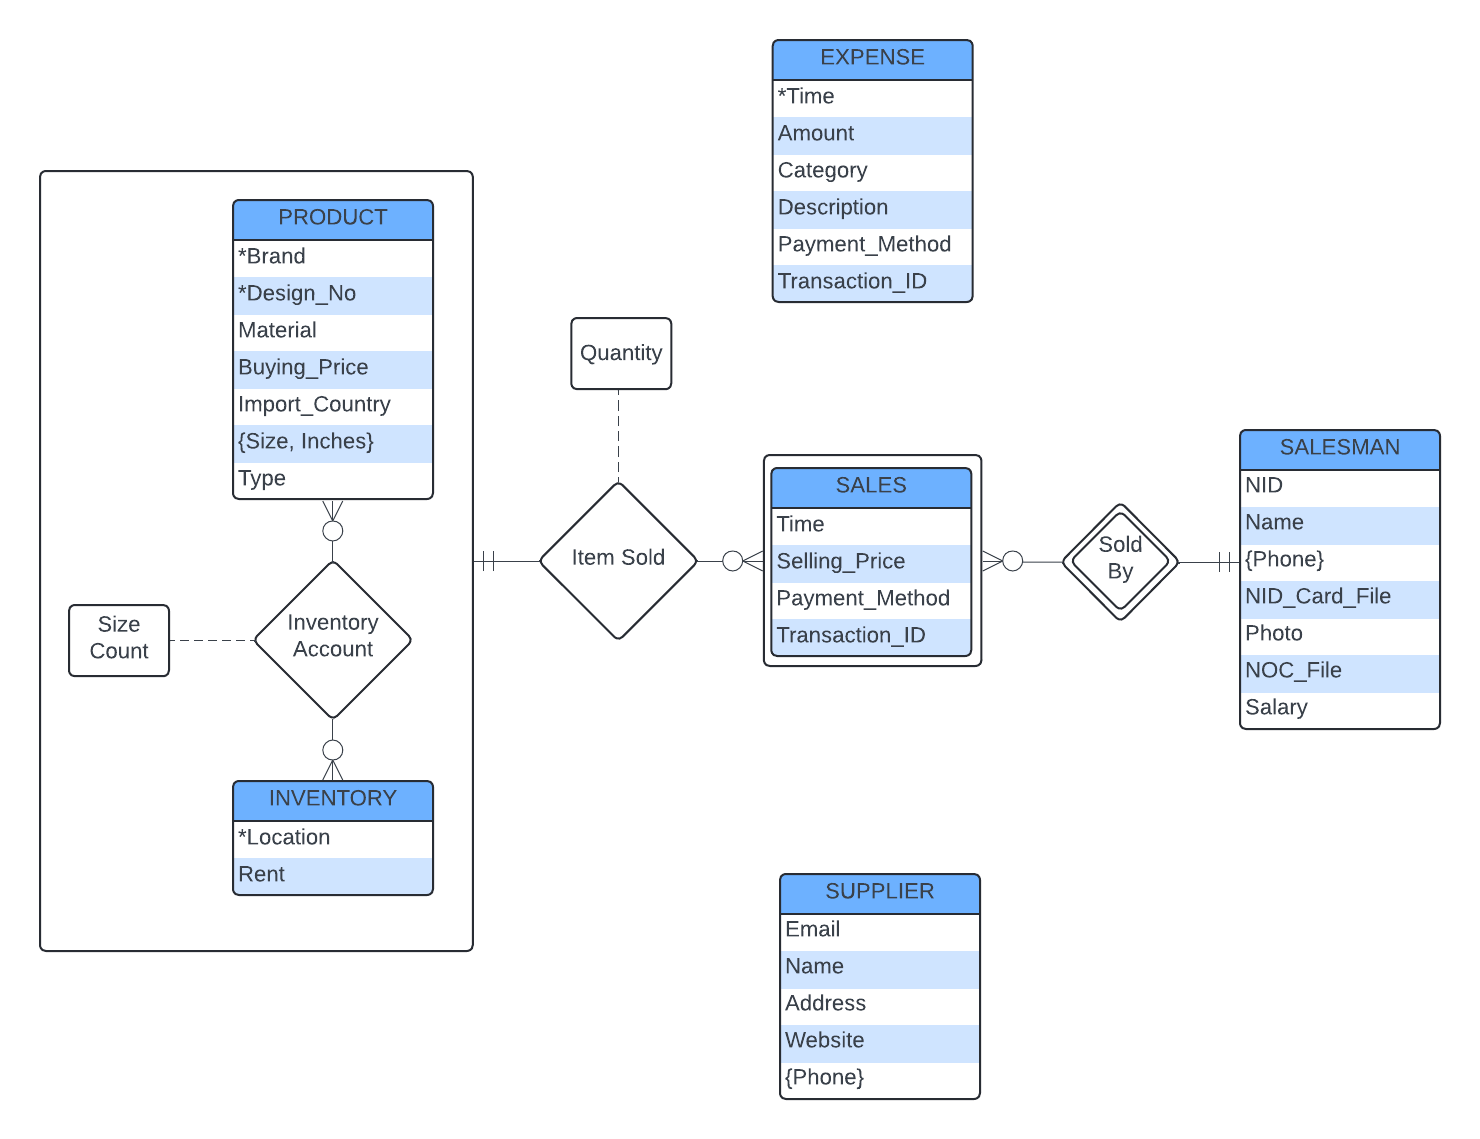 EXPENSE
*Time
Amount
Category
Description
Payment_Method
Transaction_ID
PRODUCT
*Brand
*Design_No
Material
Buying_Price
Import_Country
{Size, Inches}
Type
Size
Count
Inventory
Account
INVENTORY
*Location
Rent
Quantity
Item Sold
SALES
Time
Selling_Price
Payment_Method
Transaction_ID
Sold
By
SALESMAN
NID
Name
{Phone}
NID_Card_File
Photo
NOC_File
Salary
SUPPLIER
Email
Name
Address
Website
{Phone}